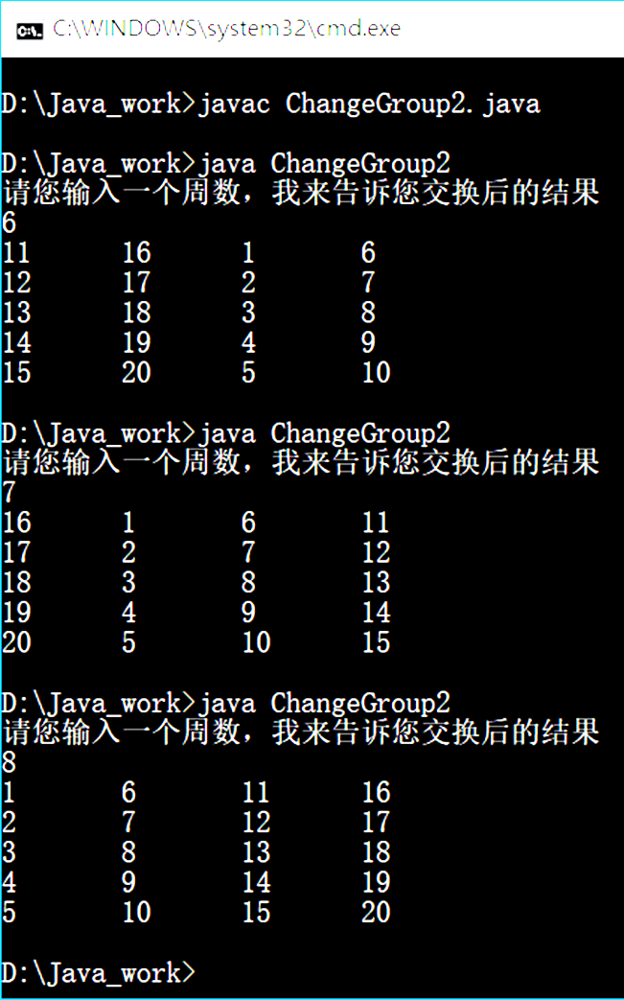 C:\WINDOWS\system32\cmd.exe
D:\Java_work>javac ChangeGroup2.java
D:\Java_work>java ChangeGroup2
请您输入一个周数，我来告诉您交换后的结果
6
11 16 1 6
12 17 2 7
13 18 3 8
14 19 4 9
15 20 5 10
D:\Java_work>java ChangeGroup2
请您输入一个周数，我来告诉您交换后的结果
7
16 1 6 11
17 2 7 12
18 3 8 13
19 4 9 14
20 5 10 15
D:\Java_work>java ChangeGroup2
请您输入一个周数，我来告诉您交换后的结果
8
1 6 11 16
2 7 12 17
3 8 13 18
4 9 14 19
5 10 15 20
D:\Java_work>